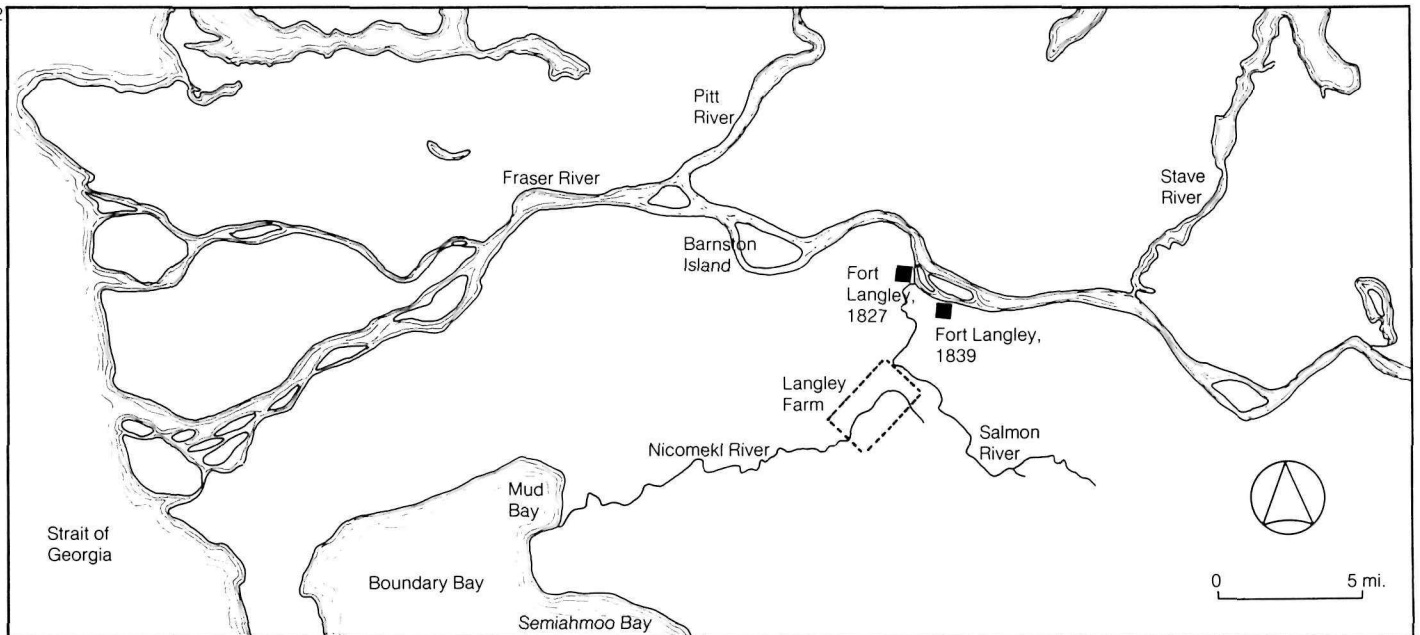 2
Pitt
River
Fraser River
Stave
River
Barnston
Island
Fort
Langley,
1827
Fort Langley,
1839
Langley
Farm
Salmon
River
Nicomekl River
Mud
Bay
Strait of
Georgia
Boundary Bay
Semiahmoo Bay
0 5 mi.